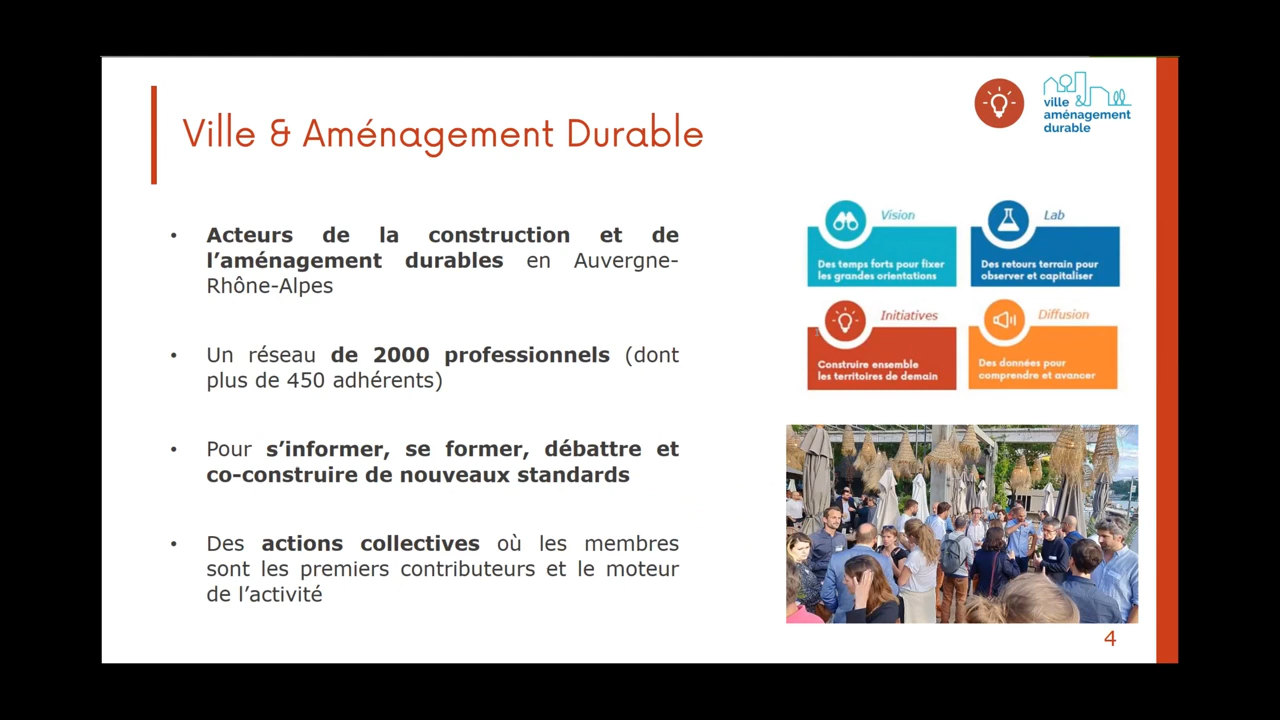 Ville & Aménagement Durable
ville &
aménagement
durable
• Acteurs de la construction et de
l’aménagement durables en Auvergne-
Rhône-Alpes
• Un réseau de 2000 professionnels (dont
plus de 450 adhérents)
• Pour s’informer, se former, débattre et
co-construire de nouveaux standards
• Des actions collectives où les membres
sont les premiers contributeurs et le moteur
de l’activité
Vision
Des temps forts pour fixer
les grandes orientations
Lab
Des retours terrain pour
observer et capitaliser
Initiatives
Construire ensemble
les territoires de demain
Diffusion
Des données pour
comprendre et avancer
4